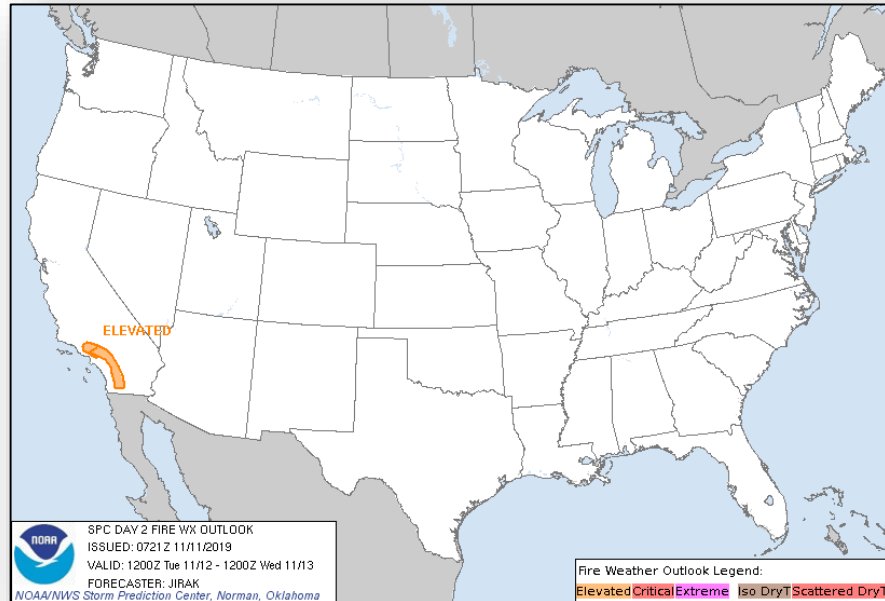 ELEVATED
NOAA
SPC DAY 2 FIRE WX OUTLOOK
ISSUED: 0721Z 11/11/2019
VALID: 1200Z Tue 11/12 - 1200Z Wed 11/13
FORECASTER: JIRAK
NOAA/NWS Storm Prediction Center, Norman, Oklahoma
Fire Weather Outlook Legend:
Elevated Critical Extreme Iso DryT Scattered DryT